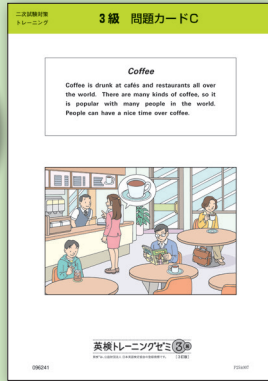 二次試験対策
トレーニング
3級 問題カードC
Coffee
Coffee is drunk at cafés and restaurants all over
the world. There are many kinds of coffee, so it
is popular with many people in the world.
People can have a nice time over coffee.
英検トレーニングゼミ3級
096241